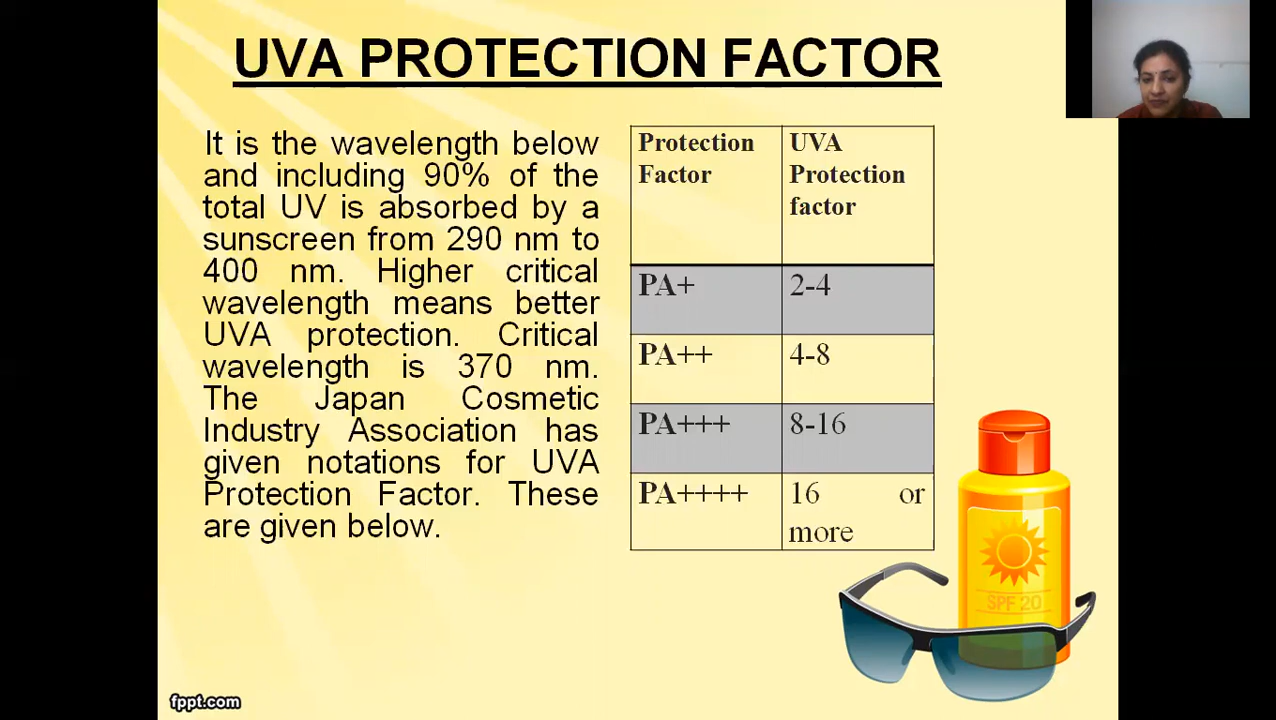 UVA PROTECTION FACTOR
It is the wavelength below
and including 90% of the
total UV is absorbed by a
sunscreen from 290 nm to
400 nm. Higher critical
wavelength means better
UVA protection. Critical
wavelength is 370 nm.
The Japan Cosmetic
Industry Association has
given notations for UVA
Protection Factor. These
are given below.
Protection Factor
UVA Protection factor
PA+ 2-4
PA++ 4-8
PA+++ 8-16
PA++++ 16 or more
SPF 20
fppt.com